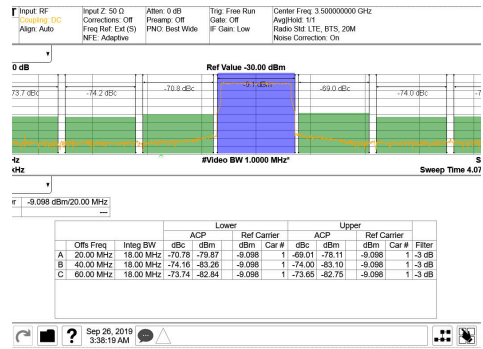 Input: RF
Coupling: DC
Align: Auto
Input Z: 50 Ω
Corrections: Off
Freq Ref: Ext (S)
NFE: Adaptive
Atten: 0 dB
Preamp: Off
PNO: Best Wide
Trig: Free Run
Gate: Off
IF Gain: Low
Center Freq: 3.500000000 GHz
Avg|Hold: 1/1
Radio Std: LTE, BTS, 20M
Noise Correction: On
0 dB
Ref Value -30.00 dBm
73.7 dBc
-74.2 dBc
-70.8 dBc
-9.1 dBm
-69.0 dBc
-74.0 dBc
-7
Hz
#Video BW 1.0000 MHz*
S
kHz
Sweep Time 4.07
-9.098 dBm/20.00 MHz
---
Lower Upper
ACP Ref Carrier ACP Ref Carrier
Offs Freq Integ BW dBc dBm dBm Car # dBc dBm dBm Car # Filter
A 20.00 MHz 18.00 MHz -70.78 -79.87 -9.098 1 -69.01 -78.11 -9.098 1 -3 dB
B 40.00 MHz 18.00 MHz -74.16 -83.26 -9.098 1 -74.00 -83.10 -9.098 1 -3 dB
C 60.00 MHz 18.00 MHz -73.74 -82.84 -9.098 1 -73.65 -82.75 -9.098 1 -3 dB
? Sep 26, 2019
3:38:19 AM